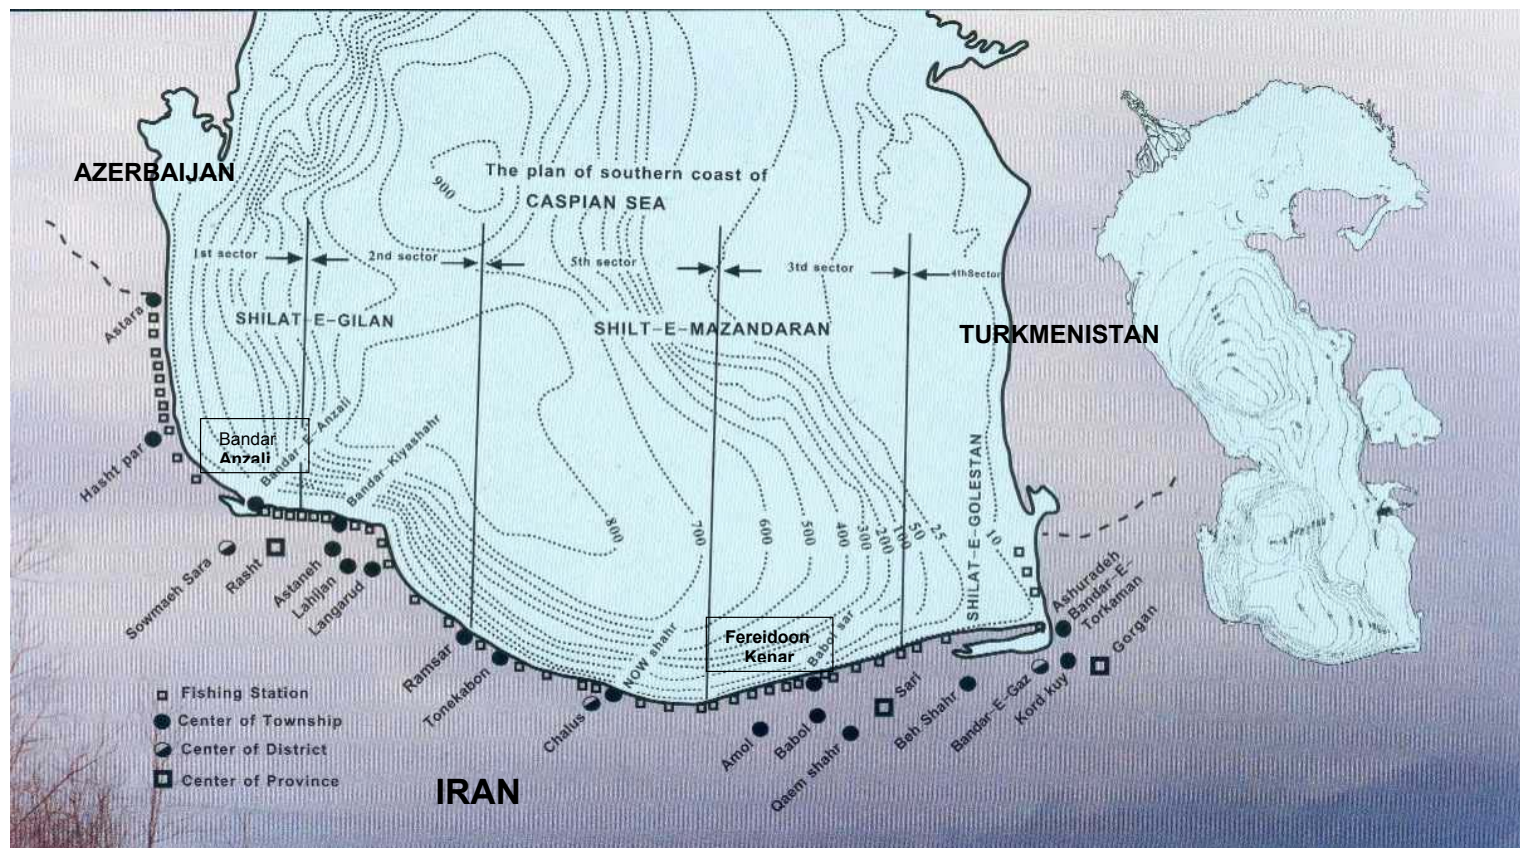 AZERBAIJAN
The plan of southern coast of
CASPIAN SEA
900
1st sector
2nd sector
5th sector
3td sector
4thSector
Astara
SHILAT-E-GILAN
SHILT-E-MAZANDARAN
TURKMENISTAN
Hasht par
Bandar
Anzali
Bandar-E-Anzali
Bandar-Kiyashahr
800
700
600
500
400
300
200
100
50
25
10
SHILAT-E-GOLESTAN
Sowmaeh Sara
Rasht
Astaneh
Lahijan
Langarud
Ashuradeh
Bandar-E-
Torkaman
Gorgan
Ramsar
Tonekabon
Chalus
NOW shahr
Fereidoon
Kenar
Babol sar
Amol
Babol
Qaem shahr
Sari
Beh Shahr
Bandar-E-Gaz
Kord kuy
Fishing Station
Center of Township
Center of District
Center of Province
IRAN